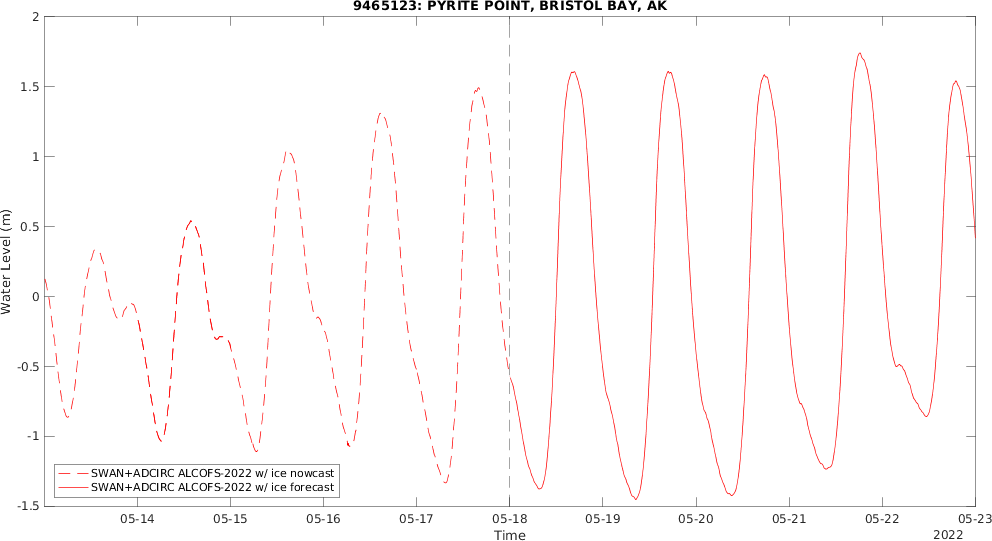 9465123: PYRITE POINT, BRISTOL BAY, AK
2
1.5
1
0.5
0
-0.5
-1
-1.5
Water Level (m)
SWAN+ADCIRC ALCOFS-2022 w/ ice nowcast
SWAN+ADCIRC ALCOFS-2022 w/ ice forecast
05-14 05-15 05-16 05-17 05-18 05-19 05-20 05-21 05-22 05-23
Time
2022